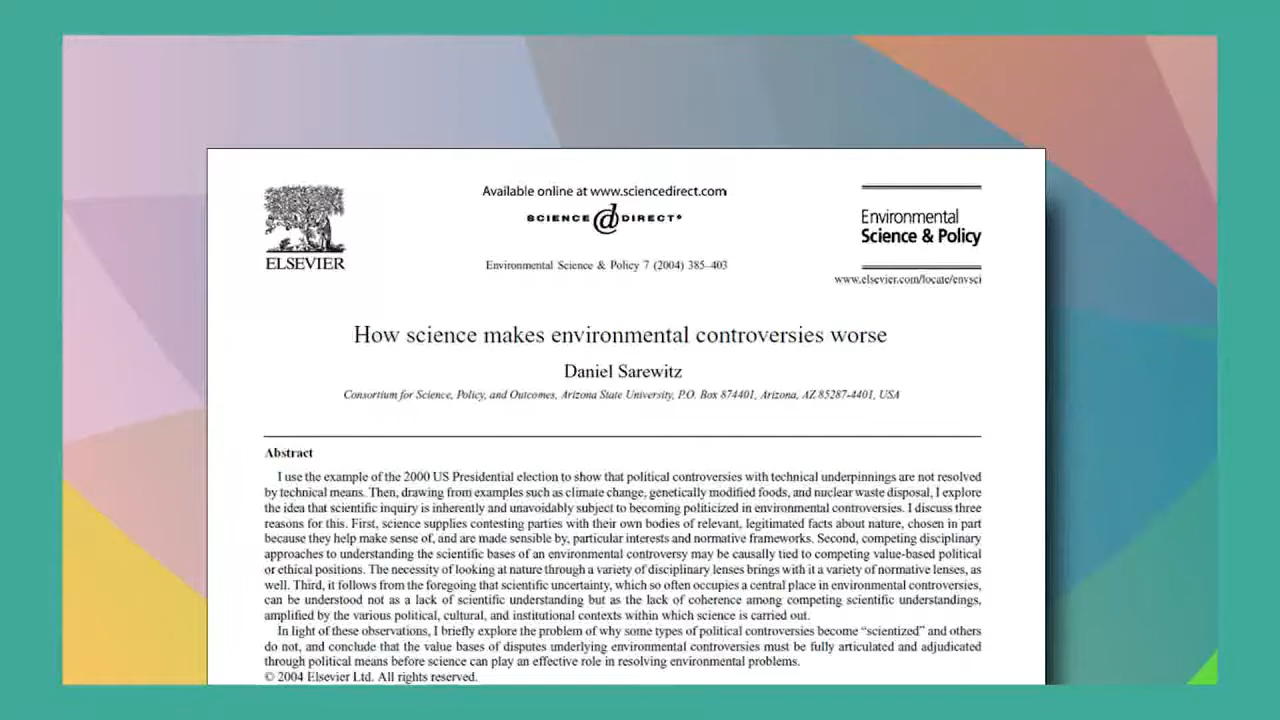 Available online at www.sciencedirect.com
SCIENCE @ DIRECT®
ELSEVIER
Environmental Science & Policy 7 (2004) 385–403
Environmental
Science & Policy
www.elsevier.com/locate/envsci
How science makes environmental controversies worse
Daniel Sarewitz
Consortium for Science, Policy, and Outcomes, Arizona State University, P.O. Box 874401, Arizona, AZ 85287-4401, USA
Abstract
I use the example of the 2000 US Presidential election to show that political controversies with technical underpinnings are not resolved
by technical means. Then, drawing from examples such as climate change, genetically modified foods, and nuclear waste disposal, I explore
the idea that scientific inquiry is inherently and unavoidably subject to becoming politicized in environmental controversies. I discuss three
reasons for this. First, science supplies contesting parties with their own bodies of relevant, legitimated facts about nature, chosen in part
because they help make sense of, and are made sensible by, particular interests and normative frameworks. Second, competing disciplinary
approaches to understanding the scientific bases of an environmental controversy may be causally tied to competing value-based political
or ethical positions. The necessity of looking at nature through a variety of disciplinary lenses brings with it a variety of normative lenses, as
well. Third, it follows from the foregoing that scientific uncertainty, which so often occupies a central place in environmental controversies,
can be understood not as a lack of scientific understanding but as the lack of coherence among competing scientific understandings,
amplified by the various political, cultural, and institutional contexts within which science is carried out.
In light of these observations, I briefly explore the problem of why some types of political controversies become “scientized” and others
do not, and conclude that the value bases of disputes underlying environmental controversies must be fully articulated and adjudicated
through political means before science can play an effective role in resolving environmental problems.
© 2004 Elsevier Ltd. All rights reserved.